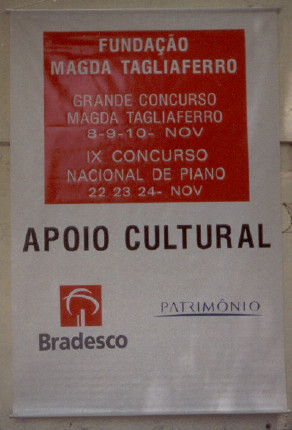 FUNDAÇÃO
MAGDA TAGLIAFERRO
GRANDE CONCURSO
MAGDA TAGLIAFERRO
8-9-10- NOV
IX CONCURSO
NACIONAL DE PIANO
22 23 24- NOV
APOIO CULTURAL
Bradesco
PATRIMÔNIO